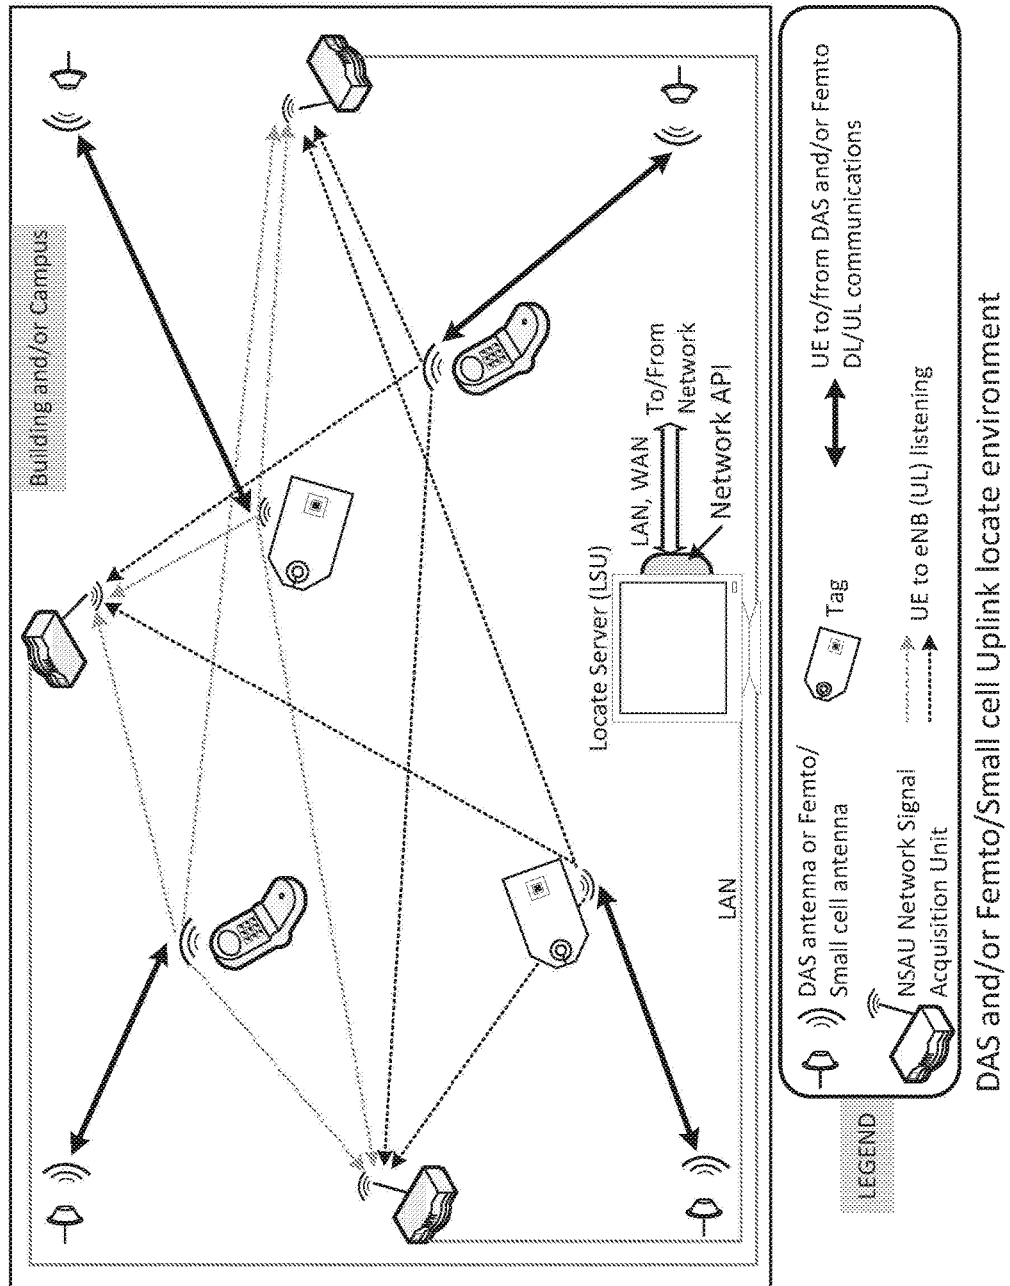 Building and/or Campus
Locate Server (LSU)
LAN, WAN
To/From
Network
Network API
LAN
LEGEND
DAS antenna or Femto/
Small cell antenna
Tag
UE to/from DAS and/or Femto
DL/UL communications
NSAU Network Signal
Acquisition Unit
UE to eNB (UL) listening
DAS and/or Femto/Small cell Uplink locate environment